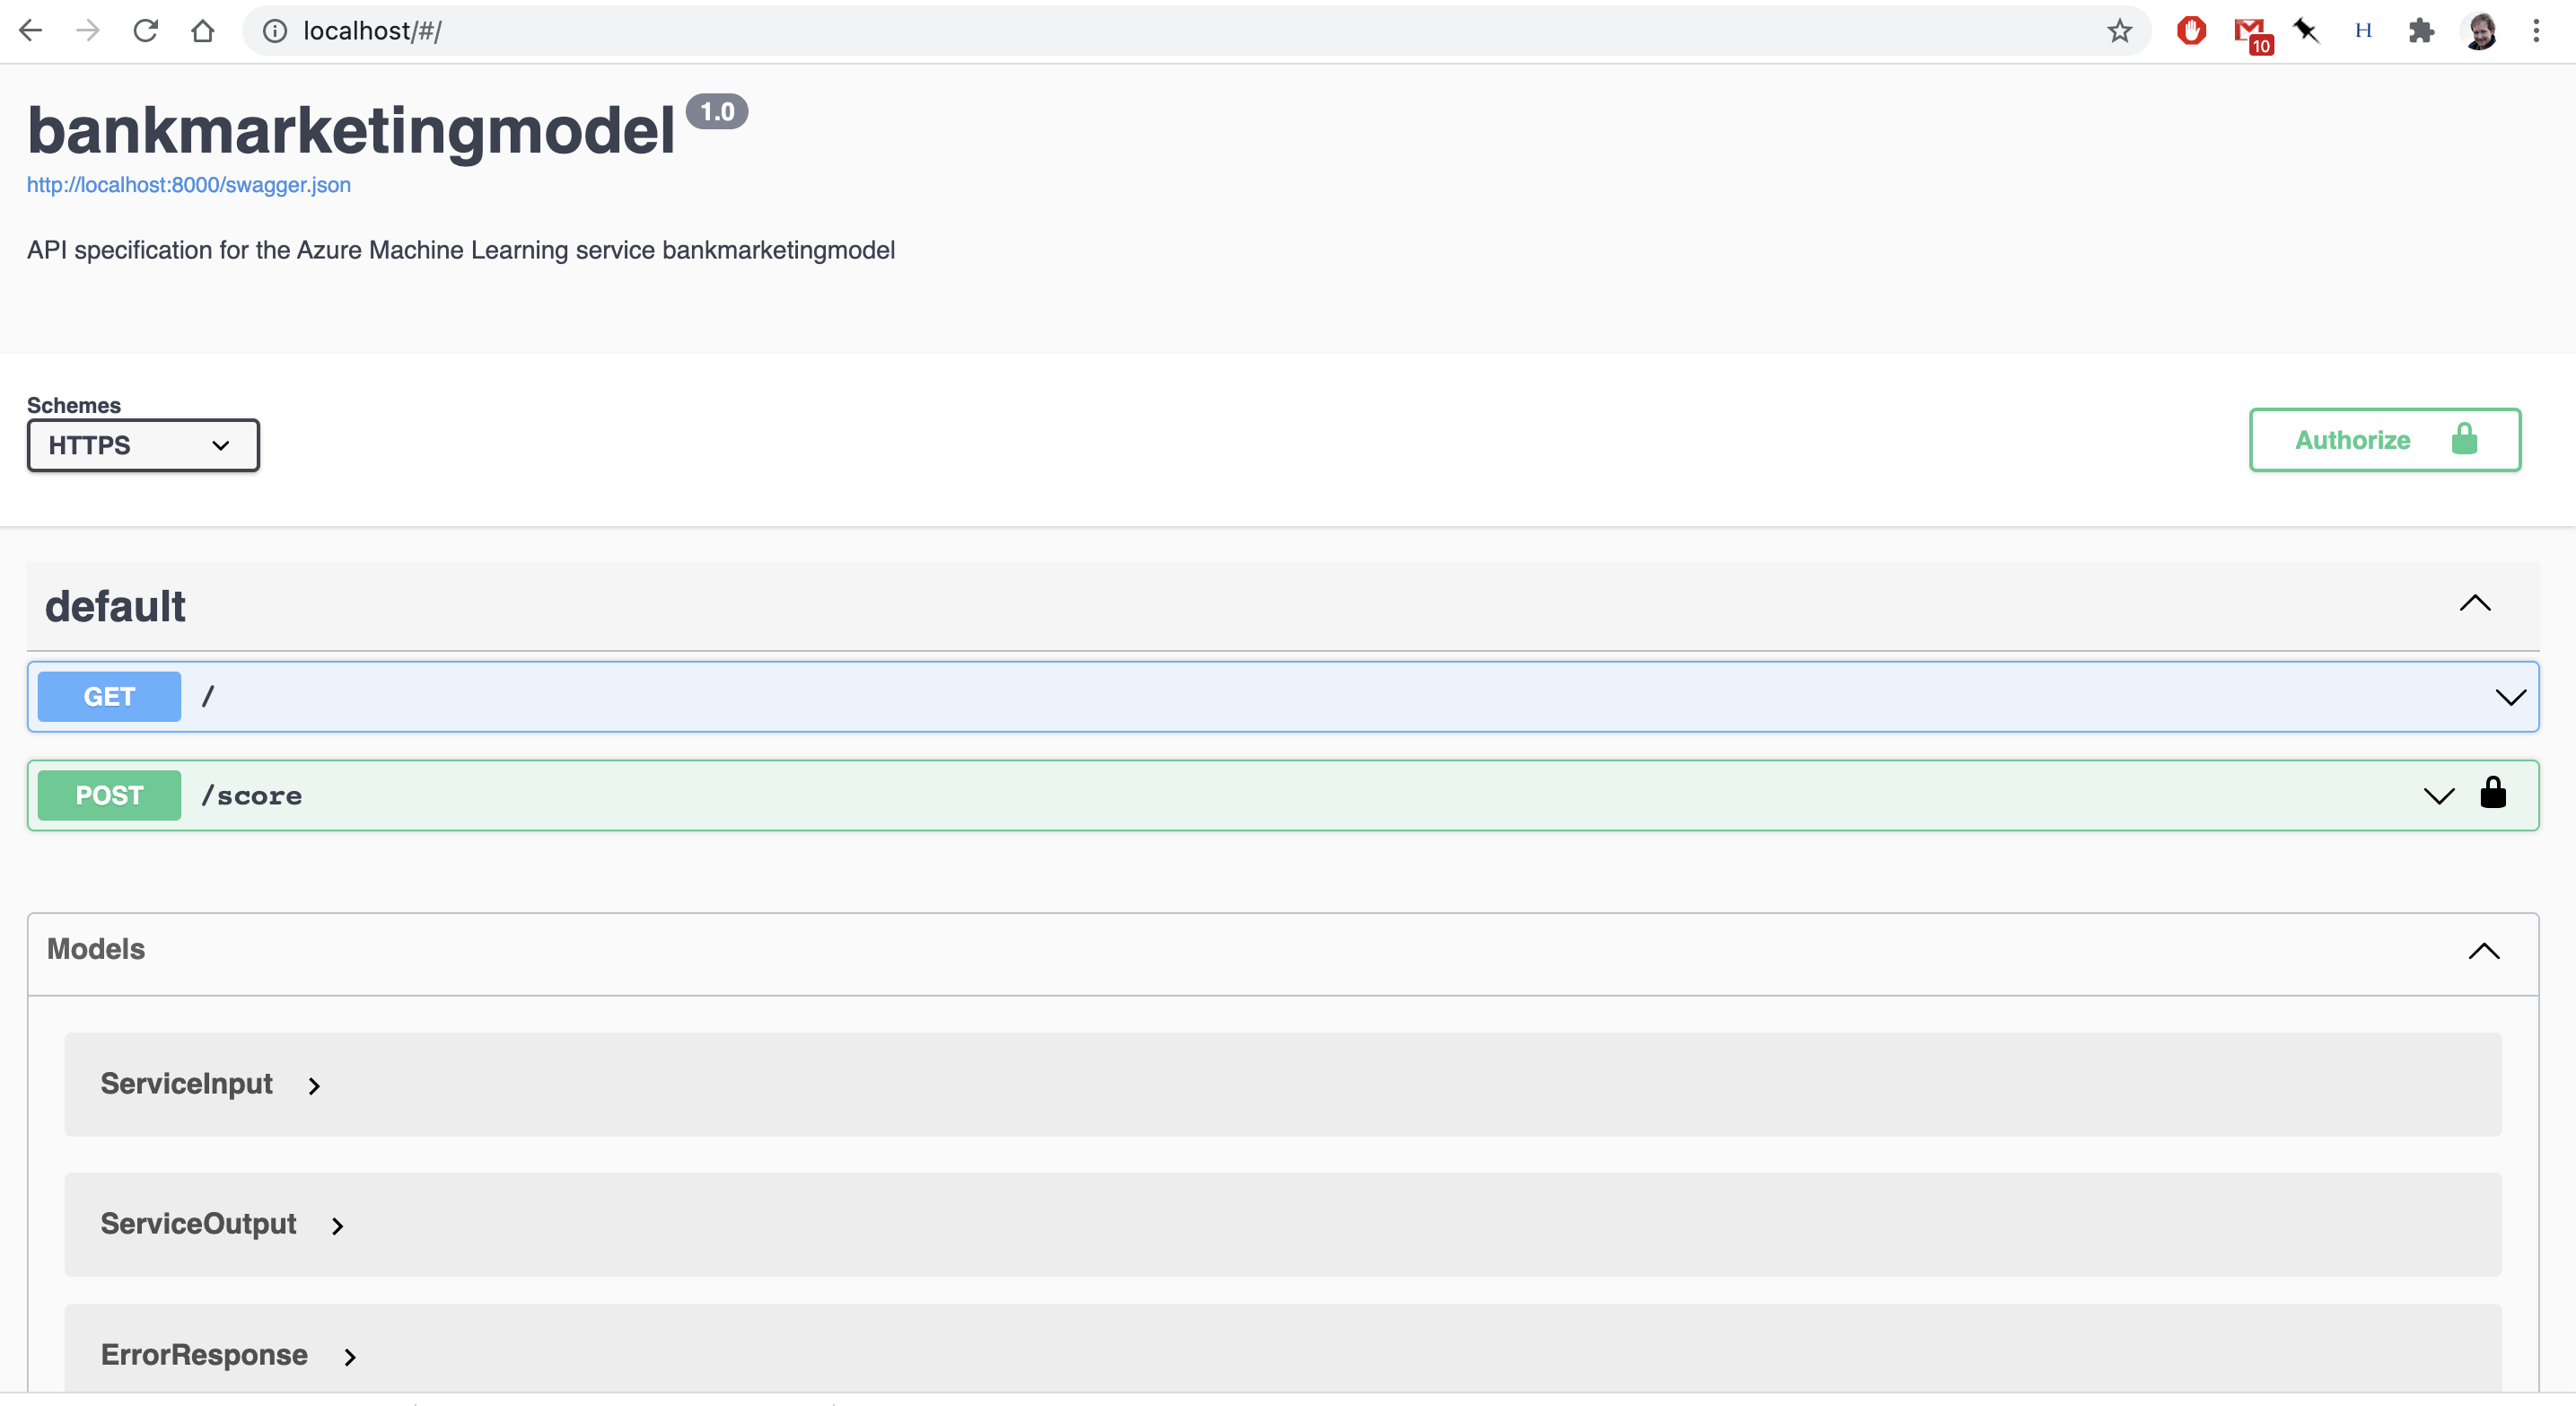 localhost/#/
10
H
bankmarketingmodel 1.0
http://localhost:8000/swagger.json
API specification for the Azure Machine Learning service bankmarketingmodel
Schemes
HTTPS
Authorize
default
GET /
POST /score
Models
ServiceInput
ServiceOutput
ErrorResponse